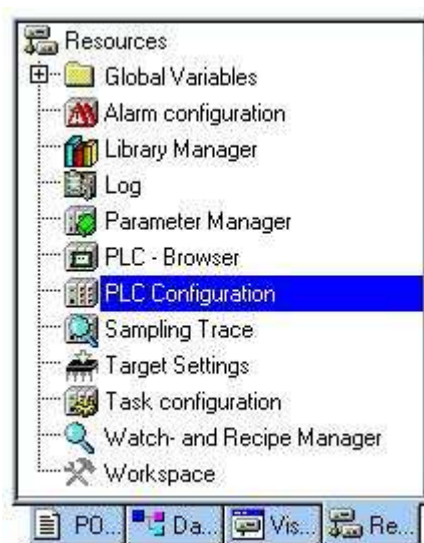 Resources
Global Variables
Alarm configuration
Library Manager
Log
Parameter Manager
PLC - Browser
PLC Configuration
Sampling Trace
Target Settings
Task configuration
Watch- and Recipe Manager
Workspace
PO... Da... Vis... Re...